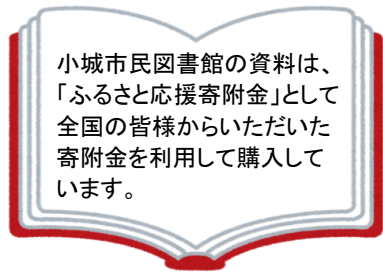 小城市民図書館の資料は、
「ふるさと応援寄附金」として
全国の皆様からいただいた
寄附金を利用して購入して
います。